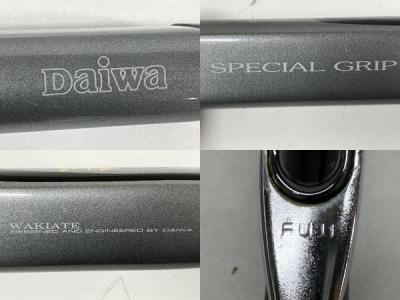 Daiwa
SPECIAL GRIP
WAKIATE
DESIGNED AND ENGINEERED BY DAIWA
FUJI